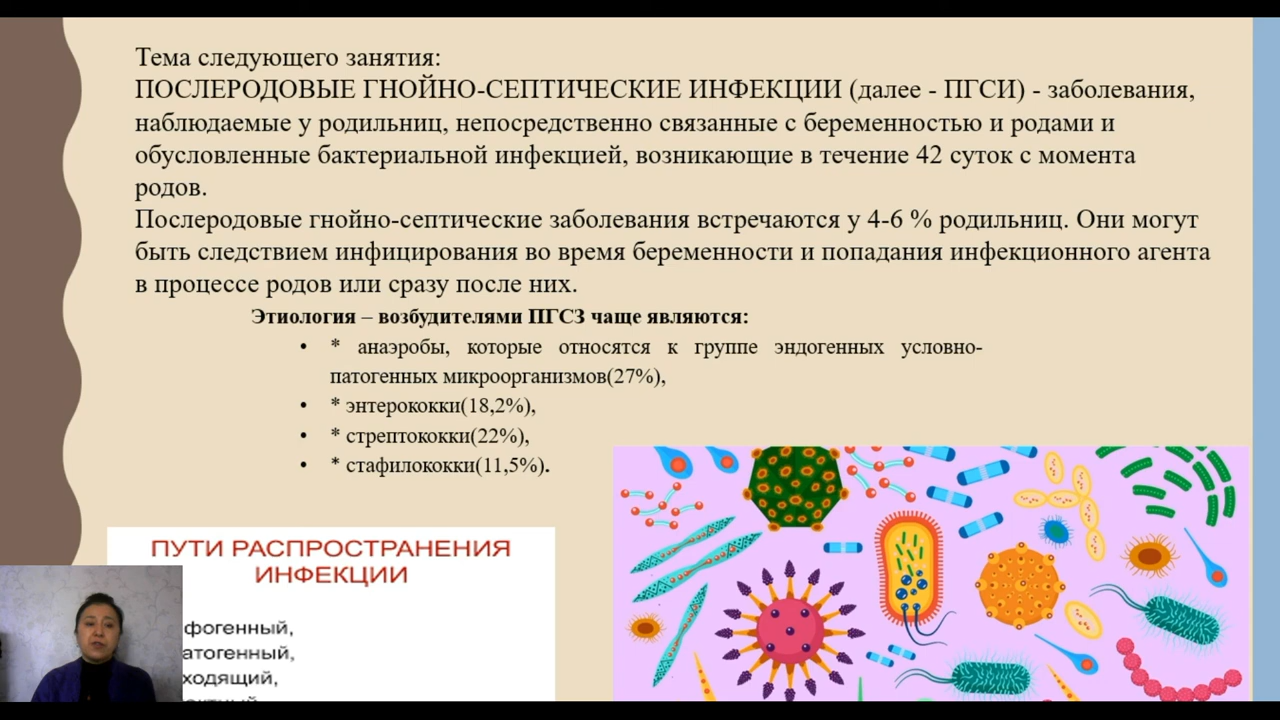 Тема следующего занятия:
ПОСЛЕРОДОВЫЕ ГНОЙНО-СЕПТИЧЕСКИЕ ИНФЕКЦИИ (далее - ПГСИ) - заболевания,
наблюдаемые у родильниц, непосредственно связанные с беременностью и родами и
обусловленные бактериальной инфекцией, возникающие в течение 42 суток с момента
родов.
Послеродовые гнойно-септические заболевания встречаются у 4-6 % родильниц. Они могут
быть следствием инфицирования во время беременности и попадания инфекционного агента
в процессе родов или сразу после них.
Этиология – возбудителями ПГСЗ чаще являются:
• * анаэробы, которые относятся к группе эндогенных условно-
патогенных микроорганизмов(27%),
• * энтерококки(18,2%),
• * стрептококки(22%),
• * стафилококки(11,5%).
ПУТИ РАСПРОСТРАНЕНИЯ
ИНФЕКЦИИ
фогенный,
атогенный,
ходящий,